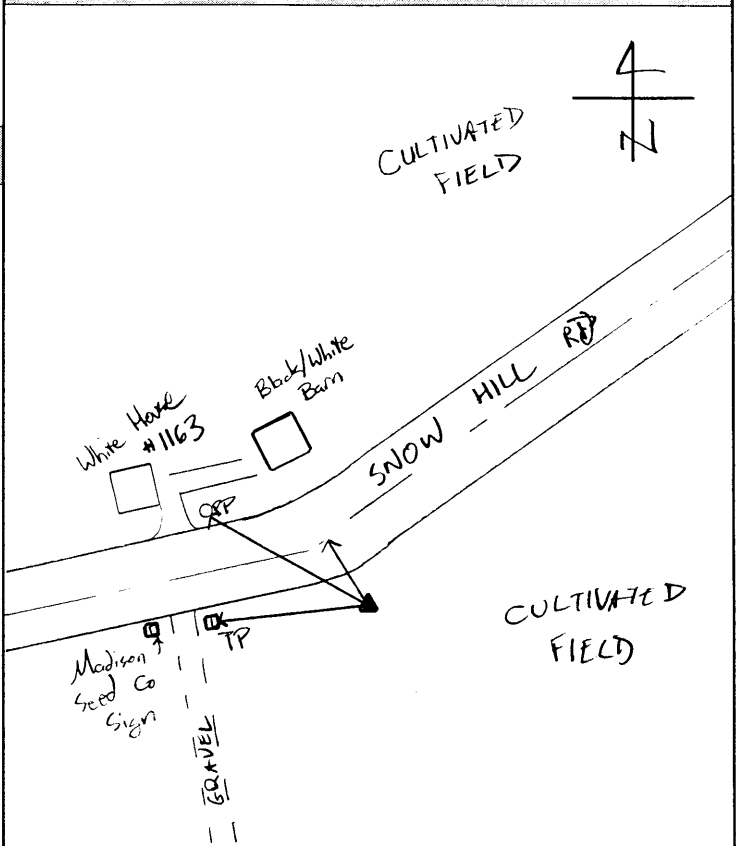 CULTIVATED
FIELD
N
SNOW HILL RD
Black/White
Barn
White House
#1163
PP
CULTIVATED
FIELD
TP
Madison
Seed Co
Sign
GRAVEL